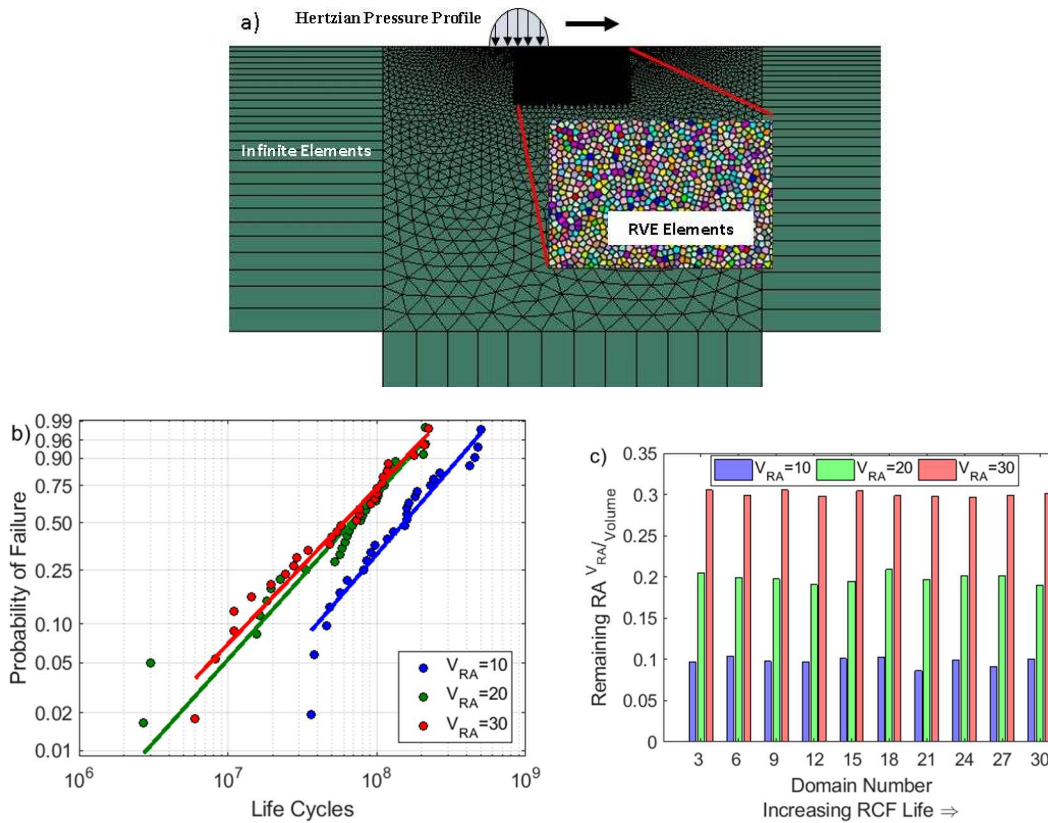 a)
Hertzian Pressure Profile
Infinite Elements
RVE Elements
b)
Probability of Failure
0.99
0.96
0.90
0.75
0.50
0.25
0.10
0.05
0.02
0.01
V_RA=10
V_RA=20
V_RA=30
10^6
10^7
10^8
10^9
Life Cycles
c)
Remaining RA V_RA/Volume
0.35
0.3
0.25
0.2
0.15
0.1
0.05
0
V_RA=10 V_RA=20 V_RA=30
3 6 9 12 15 18 21 24 27 30
Domain Number
Increasing RCF Life ⇒